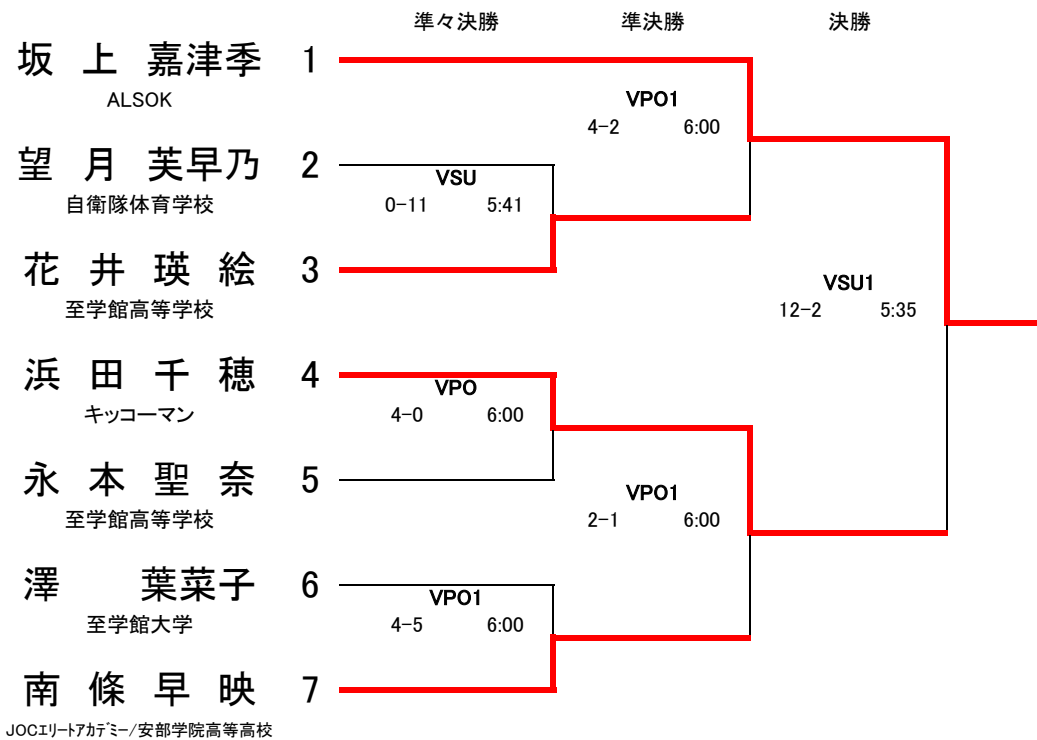 準々決勝 準決勝 決勝
坂 上 嘉津季 1
ALSOK
VPO1
4-2 6:00
望 月 芙早乃 2
自衛隊体育学校
VSU
0-11 5:41
花 井 瑛 絵 3
至学館高等学校
VSU1
12-2 5:35
浜 田 千 穂 4
キッコーマン
VPO
4-0 6:00
永 本 聖 奈 5
至学館高等学校
VPO1
2-1 6:00
澤 葉菜子 6
至学館大学
VPO1
4-5 6:00
南 條 早 映 7
JOCエリートアカデミー/安部学院高等高校